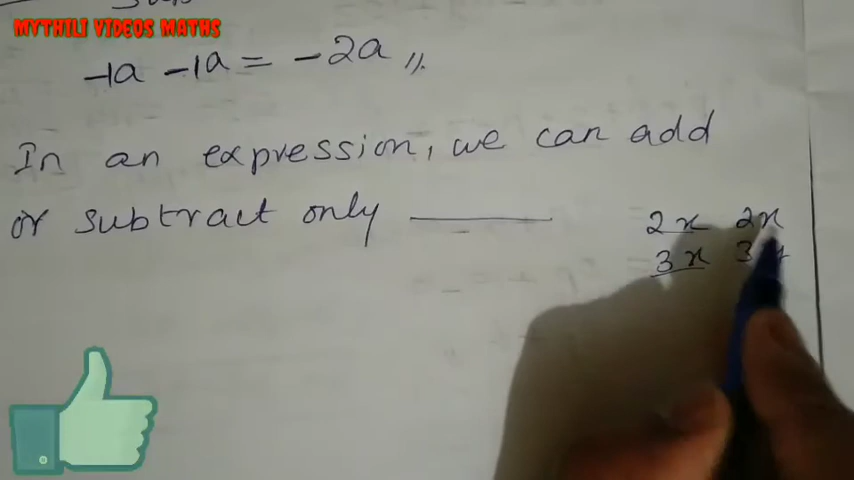 MYTHILI VIDEOS MATHS
-1a -1a = -2a //.
In an expression, we can add
or subtract only ______
2x 2x
3x 3